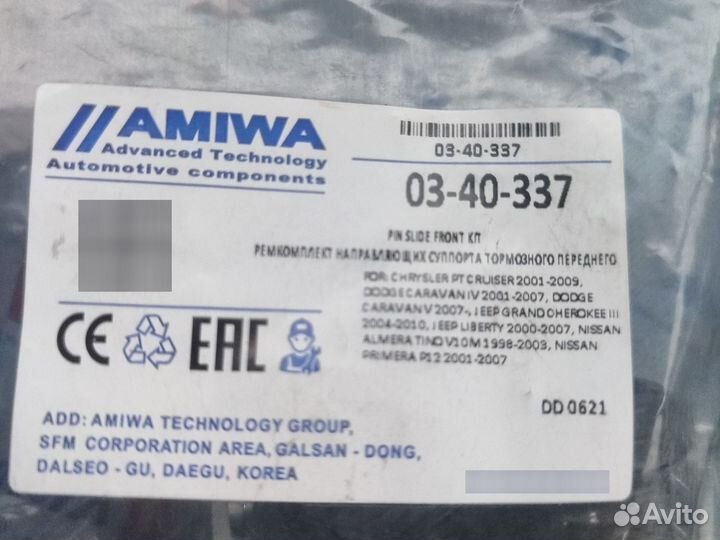 AMIWA
Advanced Technology
Automotive components
03-40-337
03-40-337
PIN SLIDE FRONT KIT
РЕМКОМПЛЕКТ НАПРАВЛЯЮЩИХ СУППОРТА ТОРМОЗНОГО ПЕРЕДНЕГО
FOR: CHRYSLER PT CRUISER 2001-2009,
DODGE CARAVAN IV 2001-2007, DODGE
CARAVAN V 2007-, JEEP GRAND CHEROKEE III
2004-2010, JEEP LIBERTY 2000-2007, NISSAN
ALMERA TINO V10M 1998-2003, NISSAN
PRIMERA P12 2001-2007
CE EAC
DD 0621
ADD: AMIWA TECHNOLOGY GROUP,
SFM CORPORATION AREA, GALSAN - DONG,
DALSEO - GU, DAEGU, KOREA
Avito